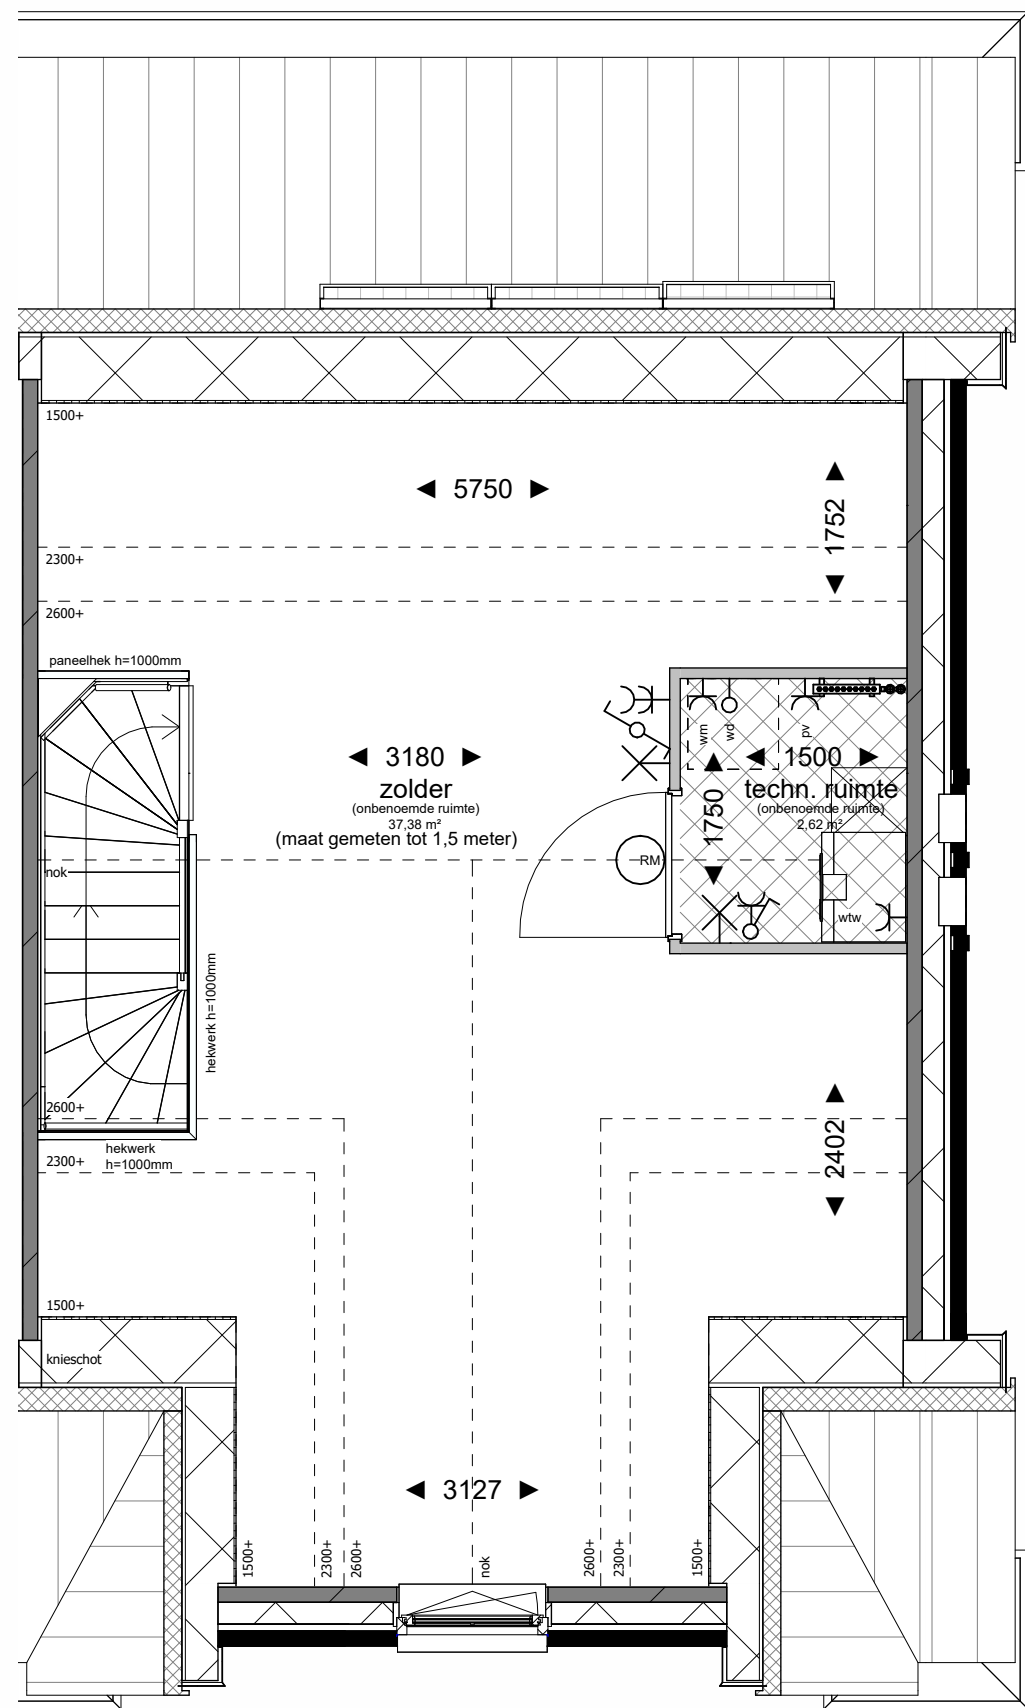 1500+
5750
1752
2300+
2600+
paneelhek h=1000mm
wm
wd
pv
3180
zolder
(onbenoemde ruimte)
37,38 m²
(maat gemeten tot 1,5 meter)
1500
techn. ruimte
(onbenoemde ruimte)
2,62 m²
1750
RM
nok
wtw
hekwerk h=1000mm
2600+
hekwerk
h=1000mm
2300+
2402
1500+
knieschot
3127
1500+
2300+
2600+
nok
2600+
2300+
1500+